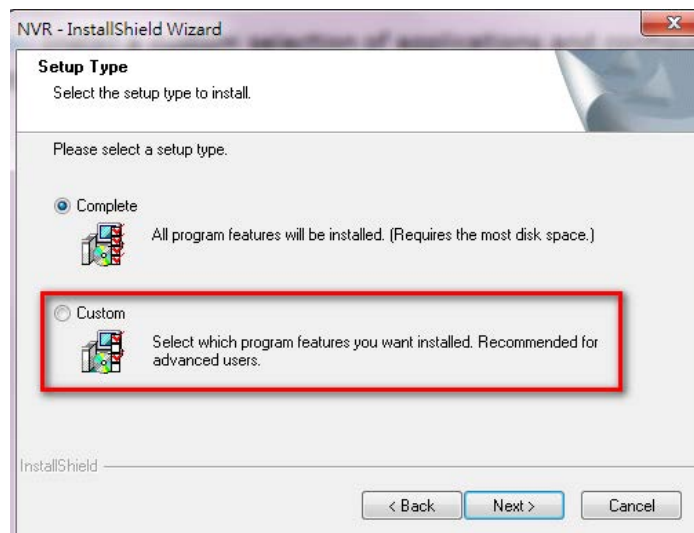 NVR - InstallShield Wizard
Setup Type
Select the setup type to install.
Please select a setup type.
Complete
All program features will be installed. (Requires the most disk space.)
Custom
Select which program features you want installed. Recommended for
advanced users.
InstallShield
< Back
Next >
Cancel